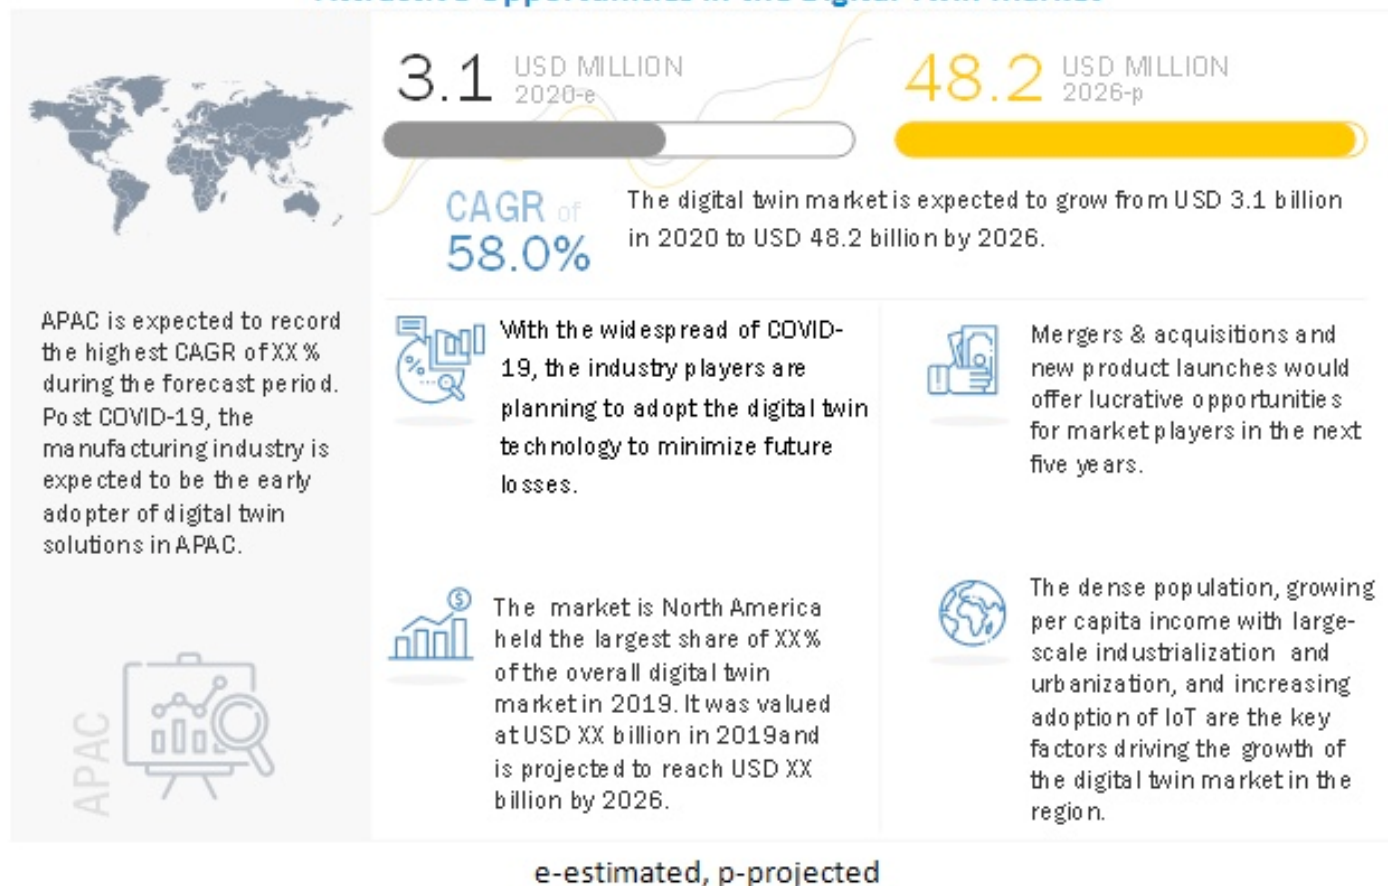 Attractive Opportunities in the Digital Twin Market
3.1 USD MILLION
2020-e
48.2 USD MILLION
2026-p
CAGR of
58.0%
The digital twin market is expected to grow from USD 3.1 billion
in 2020 to USD 48.2 billion by 2026.
APAC is expected to record
the highest CAGR of XX%
during the forecast period.
Post COVID-19, the
manufacturing industry is
expected to be the early
adopter of digital twin
solutions in APAC.
APAC
With the widespread of COVID-
19, the industry players are
planning to adopt the digital twin
technology to minimize future
losses.
Mergers & acquisitions and
new product launches would
offer lucrative opportunities
for market players in the next
five years.
The market is North America
held the largest share of XX%
of the overall digital twin
market in 2019. It was valued
at USD XX billion in 2019and
is projected to reach USD XX
billion by 2026.
The dense population, growing
per capita income with large-
scale industrialization and
urbanization, and increasing
adoption of IoT are the key
factors driving the growth of
the digital twin market in the
region.
e-estimated, p-projected